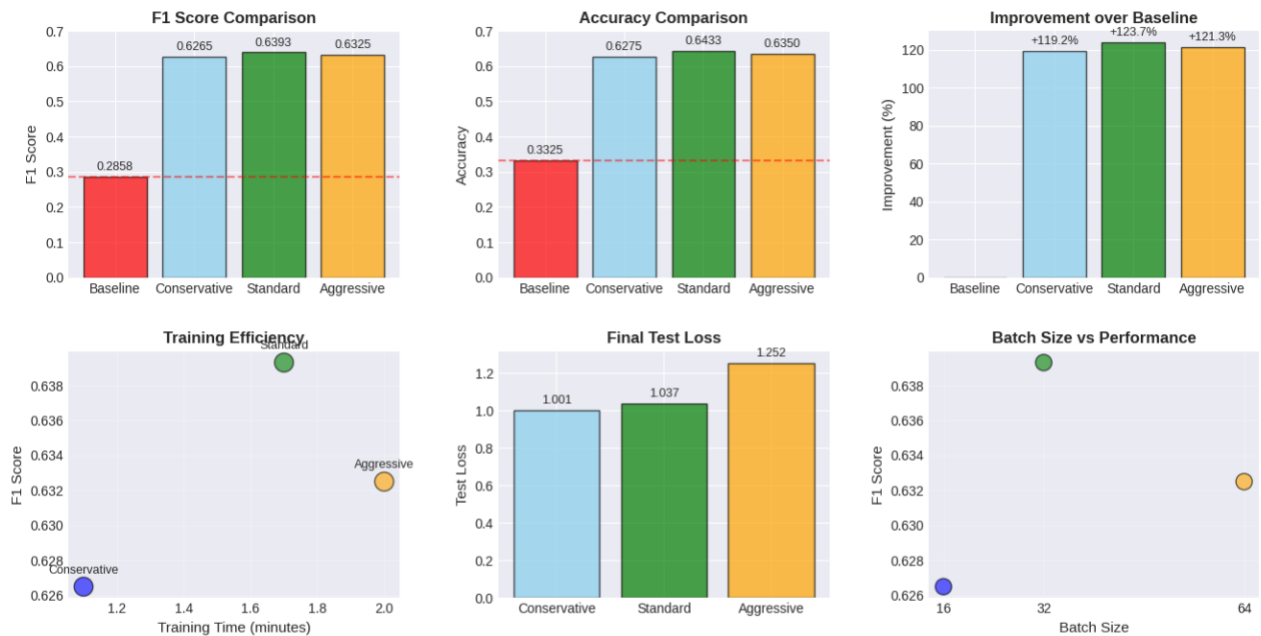 F1 Score Comparison
F1 Score
0.7
0.6
0.5
0.4
0.3
0.2
0.1
0.0
0.2858
0.6265
0.6393
0.6325
Baseline Conservative Standard Aggressive
Accuracy Comparison
Accuracy
0.7
0.6
0.5
0.4
0.3
0.2
0.1
0.0
0.3325
0.6275
0.6433
0.6350
Baseline Conservative Standard Aggressive
Improvement over Baseline
Improvement (%)
120
100
80
60
40
20
0
+119.2%
+123.7%
+121.3%
Baseline Conservative Standard Aggressive
Training Efficiency
F1 Score
0.638
0.636
0.634
0.632
0.630
0.628
0.626
Standard
Aggressive
Conservative
1.2 1.4 1.6 1.8 2.0
Training Time (minutes)
Final Test Loss
Test Loss
1.2
1.0
0.8
0.6
0.4
0.2
0.0
1.001
1.037
1.252
Conservative Standard Aggressive
Batch Size vs Performance
F1 Score
0.638
0.636
0.634
0.632
0.630
0.628
0.626
16 32 64
Batch Size